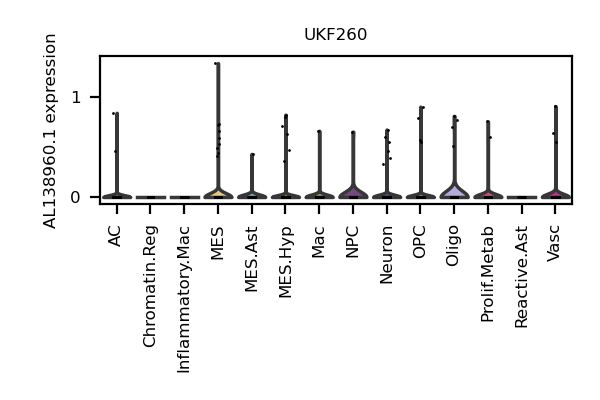 UKF260
AL138960.1 expression
1
0
AC
Chromatin.Reg
Inflammatory.Mac
MES
MES.Ast
MES.Hyp
Mac
NPC
Neuron
OPC
Oligo
Prolif.Metab
Reactive.Ast
Vasc